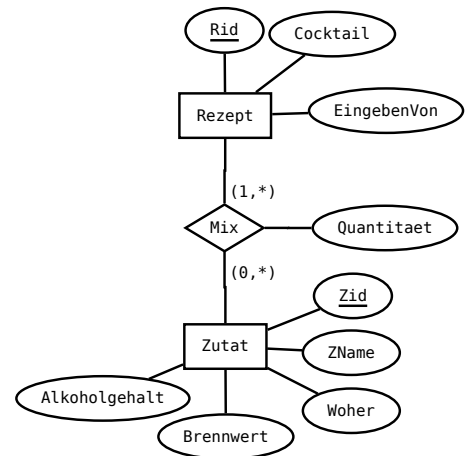 Rid
Cocktail
Rezept
EingebenVon
(1,*)
Mix
Quantitaet
(0,*)
Zid
Zutat
ZName
Alkoholgehalt
Woher
Brennwert